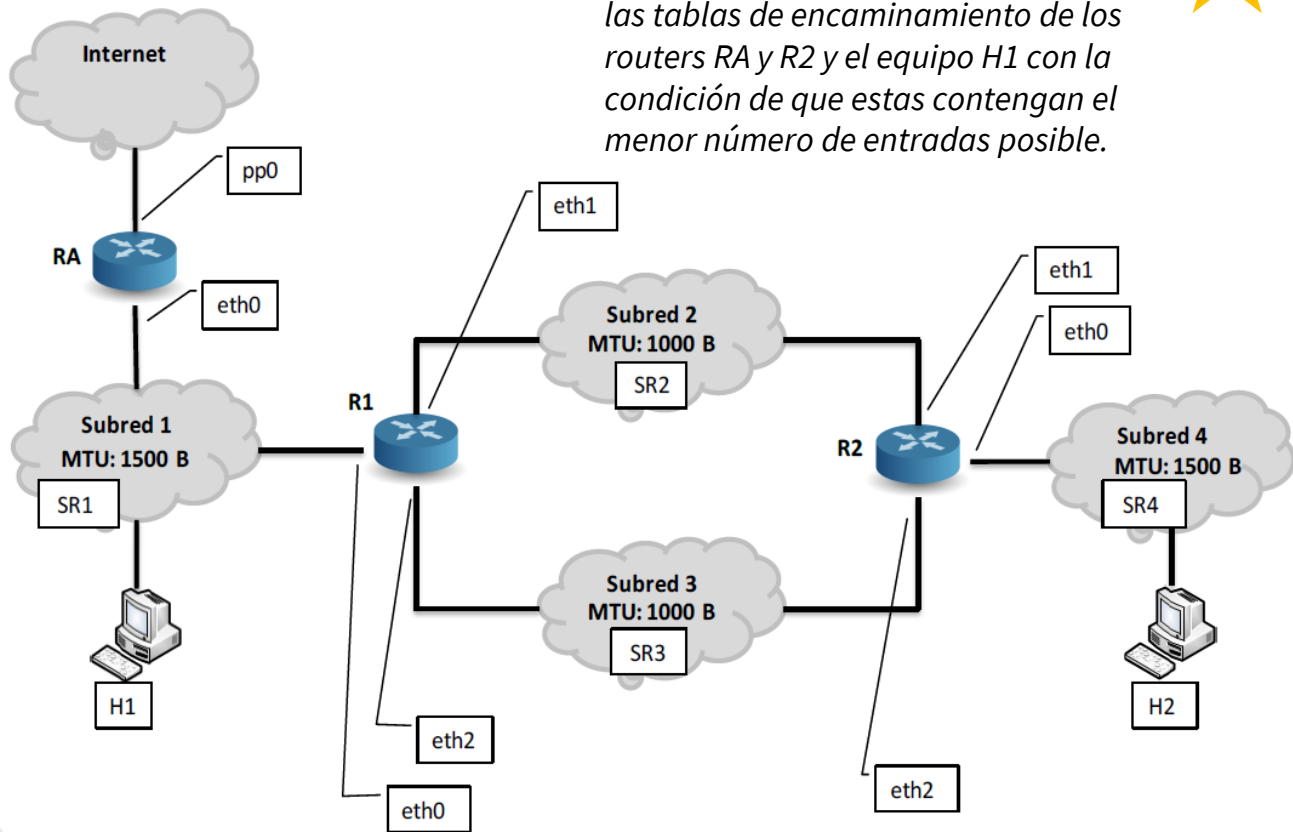 las tablas de encaminamiento de los
routers RA y R2 y el equipo H1 con la
condición de que estas contengan el
menor número de entradas posible.
Internet
pp0
RA
eth0
eth1
eth1
eth0
Subred 2
MTU: 1000 B
SR2
R1
R2
Subred 1
MTU: 1500 B
SR1
Subred 4
MTU: 1500 B
SR4
Subred 3
MTU: 1000 B
SR3
H1
H2
eth2
eth0
eth2